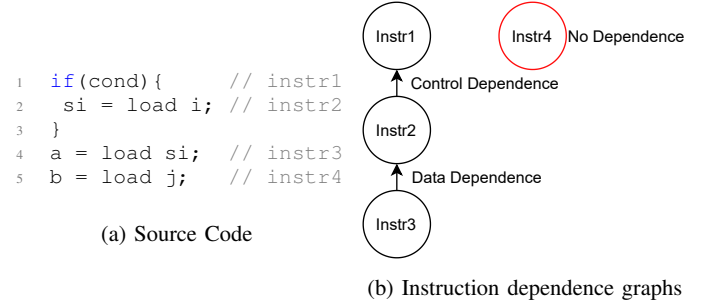 1 if(cond){ // instr1
2 si = load i; // instr2
3 }
4 a = load si; // instr3
5 b = load j; // instr4
(a) Source Code
Instr1
Instr4
No Dependence
Control Dependence
Instr2
Data Dependence
Instr3
(b) Instruction dependence graphs